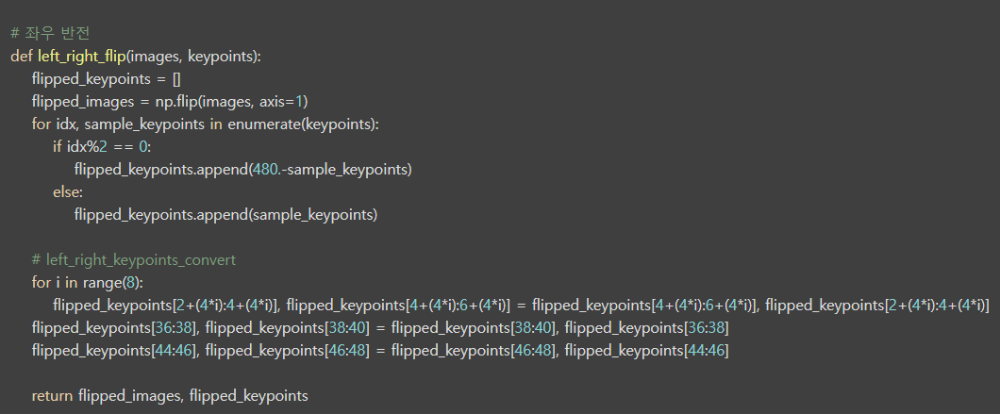 # 좌우 반전
def left_right_flip(images, keypoints):
    flipped_keypoints = []
    flipped_images = np.flip(images, axis=1)
    for idx, sample_keypoints in enumerate(keypoints):
        if idx%2 == 0:
            flipped_keypoints.append(480.-sample_keypoints)
        else:
            flipped_keypoints.append(sample_keypoints)
    # left_right_keypoints_convert
    for i in range(8):
        flipped_keypoints[2+(4*i):4+(4*i)], flipped_keypoints[4+(4*i):6+(4*i)] = flipped_keypoints[4+(4*i):6+(4*i)], flipped_keypoints[2+(4*i):4+(4*i)]
    flipped_keypoints[36:38], flipped_keypoints[38:40] = flipped_keypoints[38:40], flipped_keypoints[36:38]
    flipped_keypoints[44:46], flipped_keypoints[46:48] = flipped_keypoints[46:48], flipped_keypoints[44:46]
    return flipped_images, flipped_keypoints